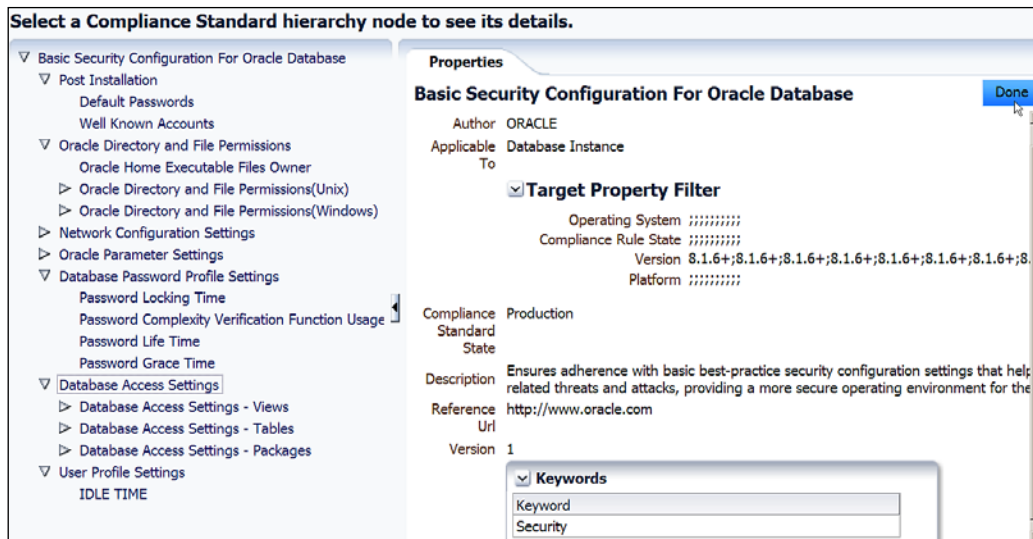 Select a Compliance Standard hierarchy node to see its details.
Basic Security Configuration For Oracle Database
Post Installation
Default Passwords
Well Known Accounts
Oracle Directory and File Permissions
Oracle Home Executable Files Owner
Oracle Directory and File Permissions(Unix)
Oracle Directory and File Permissions(Windows)
Network Configuration Settings
Oracle Parameter Settings
Database Password Profile Settings
Password Locking Time
Password Complexity Verification Function Usage
Password Life Time
Password Grace Time
Database Access Settings
Database Access Settings - Views
Database Access Settings - Tables
Database Access Settings - Packages
User Profile Settings
IDLE TIME
Properties
Basic Security Configuration For Oracle Database
Done
Author ORACLE
Applicable To Database Instance
Target Property Filter
Operating System ;;;;;;;;;;
Compliance Rule State ;;;;;;;;;;
Version 8.1.6+;8.1.6+;8.1.6+;8.1.6+;8.1.6+;8.1.6+;8.1.6+;8.
Platform ;;;;;;;;;;
Compliance Standard State Production
Description Ensures adherence with basic best-practice security configuration settings that help
related threats and attacks, providing a more secure operating environment for the
Reference Url http://www.oracle.com
Version 1
Keywords
Keyword
Security